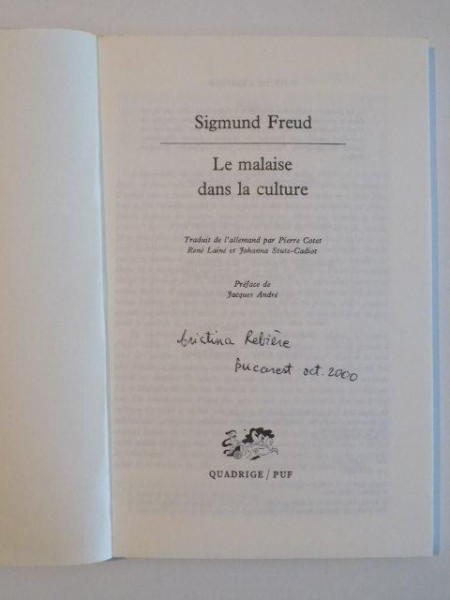 Sigmund Freud
Le malaise
dans la culture
Traduit de l'allemand par Pierre Cotet
René Lainé et Johanna Stute-Cadiot
Préface de
Jacques André
Cristina Rebière
Bucarest oct. 2000
QUADRIGE / PUF